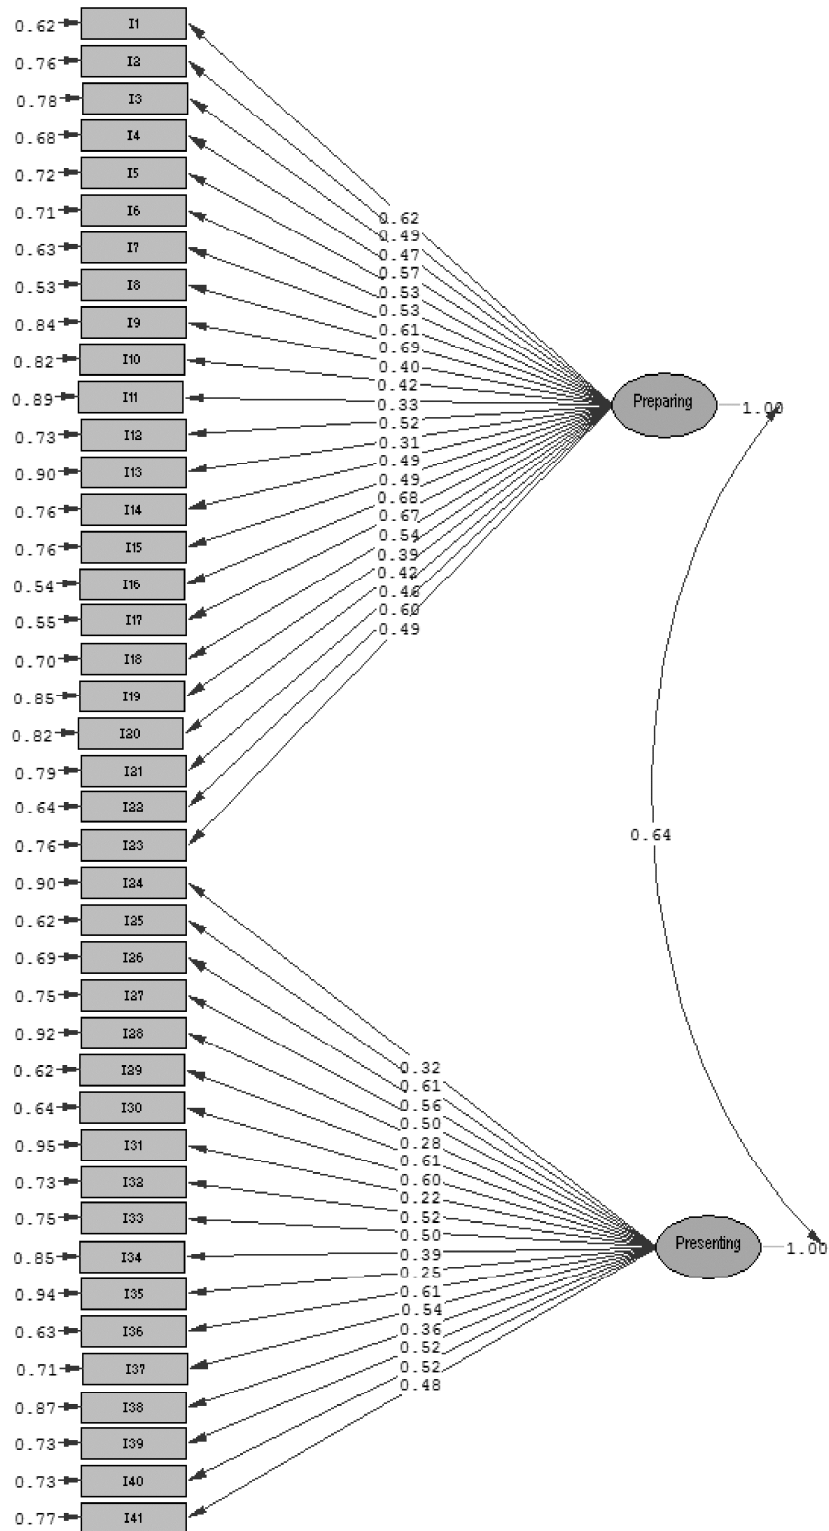 0.62 I1
0.76 I2
0.78 I3
0.68 I4
0.72 I5
0.71 I6
0.63 I7
0.53 I8
0.84 I9
0.82 I10
0.89 I11
0.73 I12
0.90 I13
0.76 I14
0.76 I15
0.54 I16
0.55 I17
0.70 I18
0.85 I19
0.82 I20
0.79 I21
0.64 I22
0.76 I23
0.90 I24
0.62 I25
0.69 I26
0.75 I27
0.92 I28
0.62 I29
0.64 I30
0.95 I31
0.73 I32
0.75 I33
0.85 I34
0.94 I35
0.63 I36
0.71 I37
0.87 I38
0.73 I39
0.73 I40
0.77 I41
0.62
0.49
0.47
0.57
0.53
0.53
0.61
0.69
0.40
0.42
0.33
0.52
0.31
0.49
0.49
0.68
0.67
0.54
0.39
0.42
0.46
0.60
0.49
0.32
0.61
0.56
0.50
0.28
0.61
0.60
0.22
0.52
0.50
0.39
0.25
0.61
0.54
0.36
0.52
0.52
0.48
Preparing 1.00
0.64
Presenting 1.00